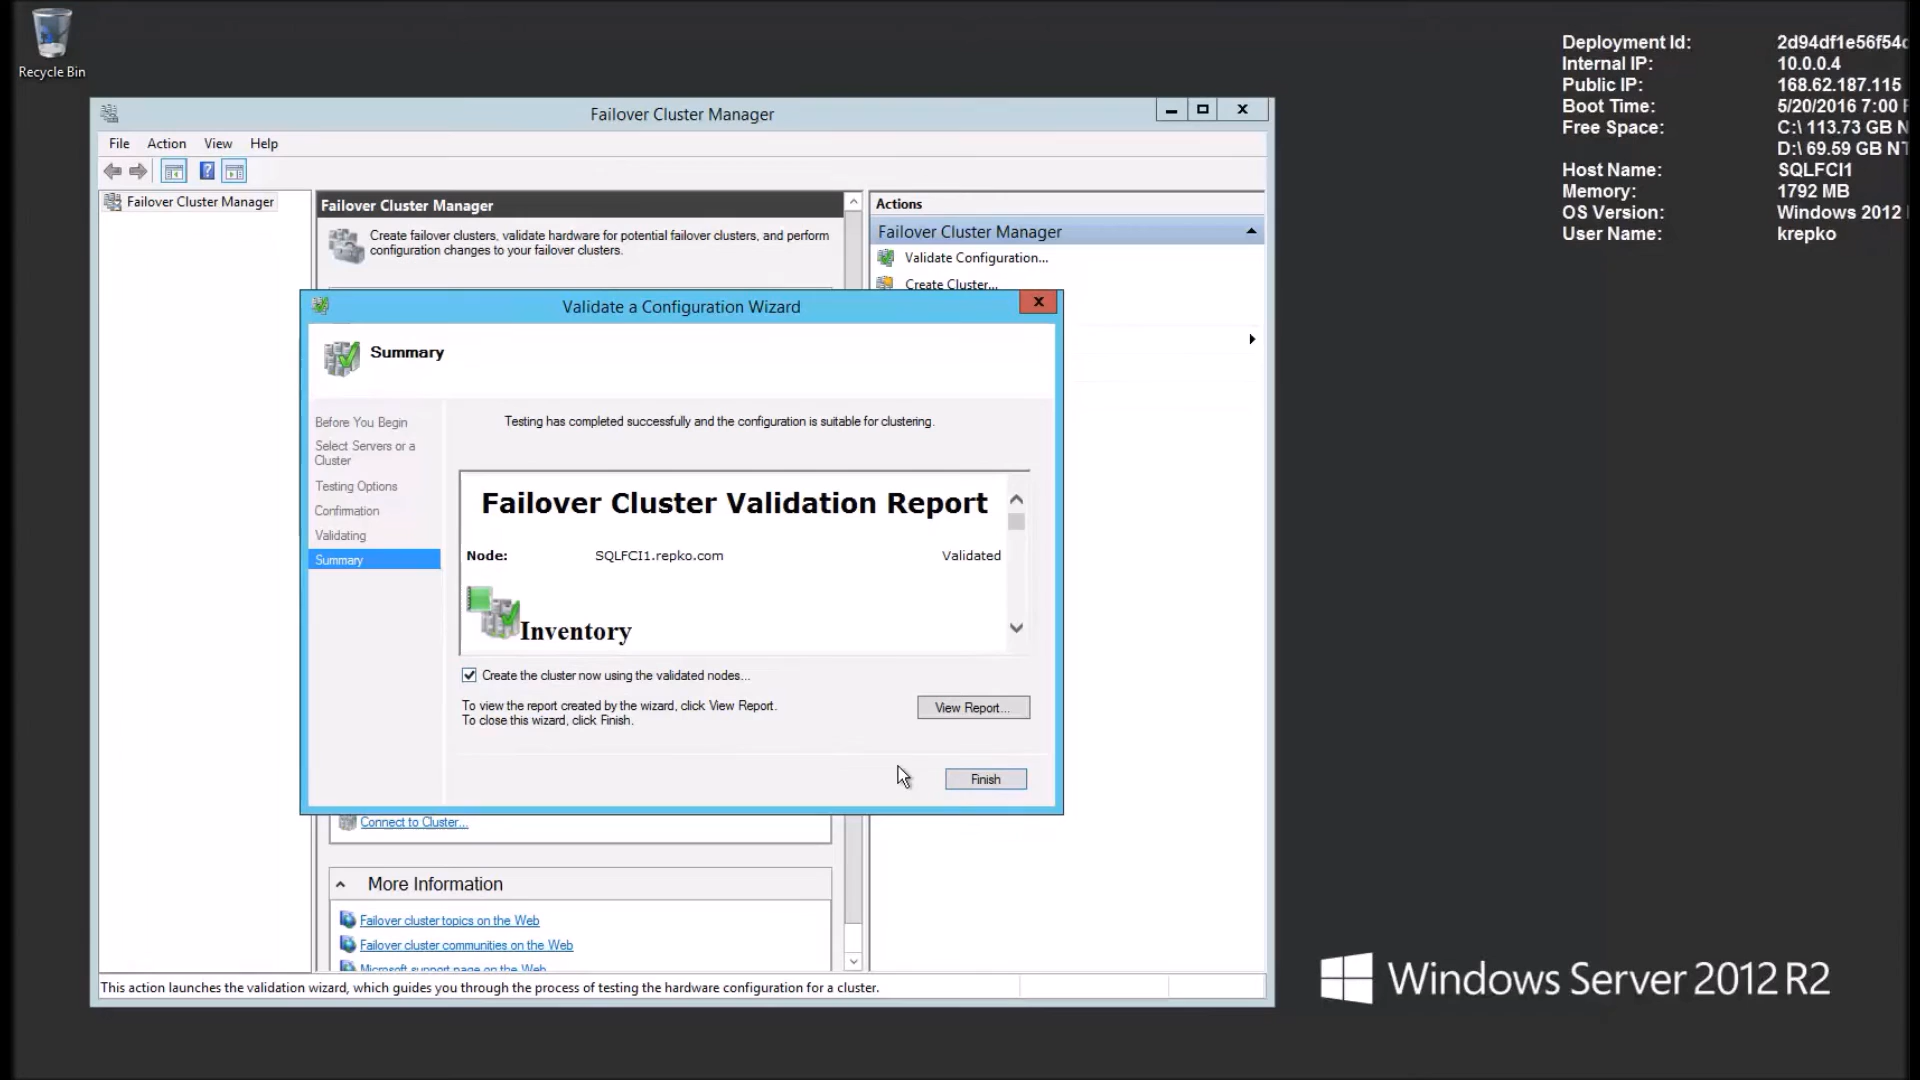 Recycle Bin
Deployment Id: 2d94df1e56f54
Internal IP: 10.0.0.4
Public IP: 168.62.187.115
Boot Time: 5/20/2016 7:00
Free Space: C:\ 113.73 GB N
D:\ 69.59 GB NT
Host Name: SQLFCI1
Memory: 1792 MB
OS Version: Windows 2012
User Name: krepko
Failover Cluster Manager
File Action View Help
Failover Cluster Manager
Failover Cluster Manager
Create failover clusters, validate hardware for potential failover clusters, and perform
configuration changes to your failover clusters.
Actions
Failover Cluster Manager
Validate Configuration...
Create Cluster...
Validate a Configuration Wizard
Summary
Before You Begin
Select Servers or a
Cluster
Testing Options
Confirmation
Validating
Summary
Testing has completed successfully and the configuration is suitable for clustering.
Failover Cluster Validation Report
Node: SQLFCI1.repko.com Validated
Inventory
Create the cluster now using the validated nodes...
To view the report created by the wizard, click View Report.
To close this wizard, click Finish.
View Report...
Finish
Connect to Cluster...
More Information
Failover cluster topics on the Web
Failover cluster communities on the Web
Microsoft support page on the Web
This action launches the validation wizard, which guides you through the process of testing the hardware configuration for a cluster.
Windows Server 2012 R2